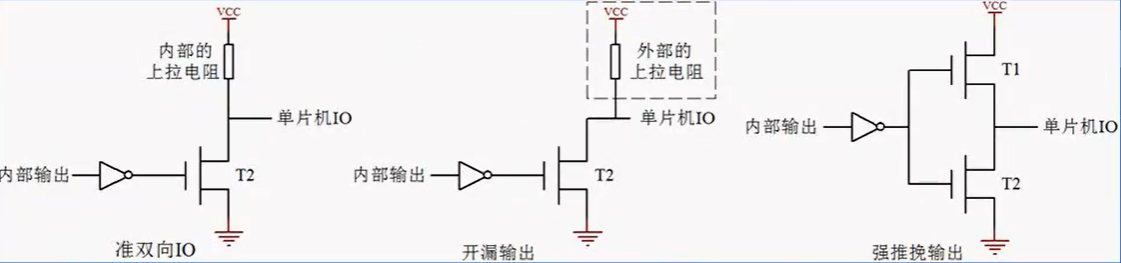 VCC
内部的
上拉电阻
单片机IO
内部输出
T2
准双向IO
VCC
外部的
上拉电阻
单片机IO
内部输出
T2
开漏输出
VCC
T1
内部输出
单片机IO
T2
强推挽输出